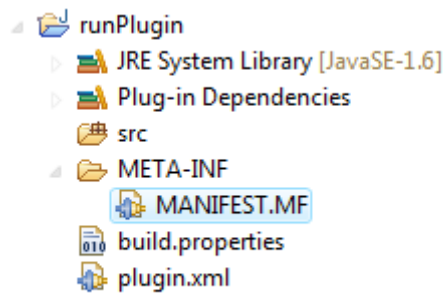 runPlugin
JRE System Library [JavaSE-1.6]
Plug-in Dependencies
src
META-INF
MANIFEST.MF
build.properties
plugin.xml